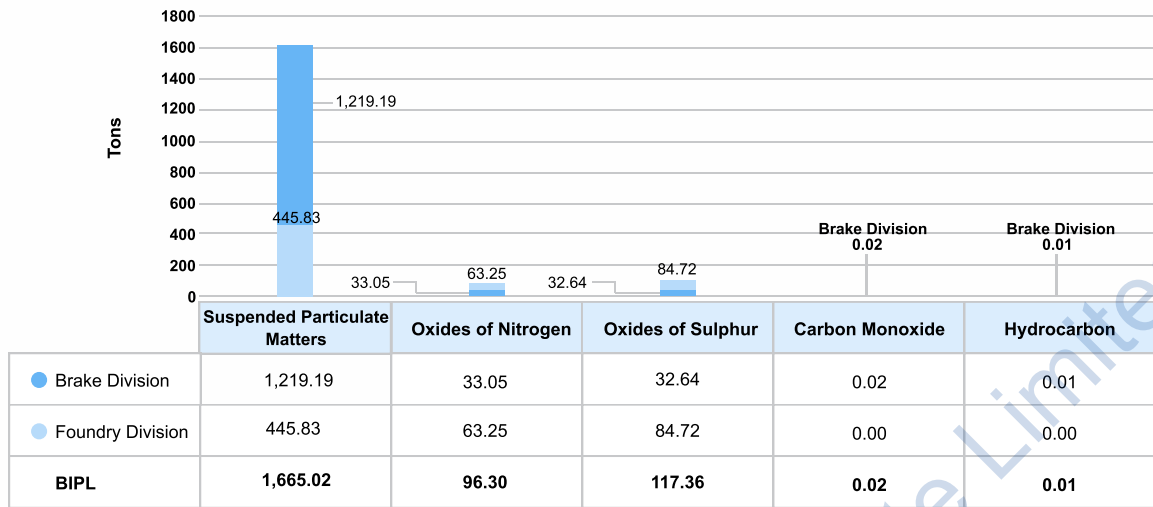 1800
1600
1400
1200
1000
800
600
400
200
0
Tons
1,219.19
445.83
33.05
63.25
32.64
84.72
Brake Division
0.02
Brake Division
0.01
Suspended Particulate
Matters
Oxides of Nitrogen
Oxides of Sulphur
Carbon Monoxide
Hydrocarbon
Brake Division 1,219.19 33.05 32.64 0.02 0.01
Foundry Division 445.83 63.25 84.72 0.00 0.00
BIPL 1,665.02 96.30 117.36 0.02 0.01